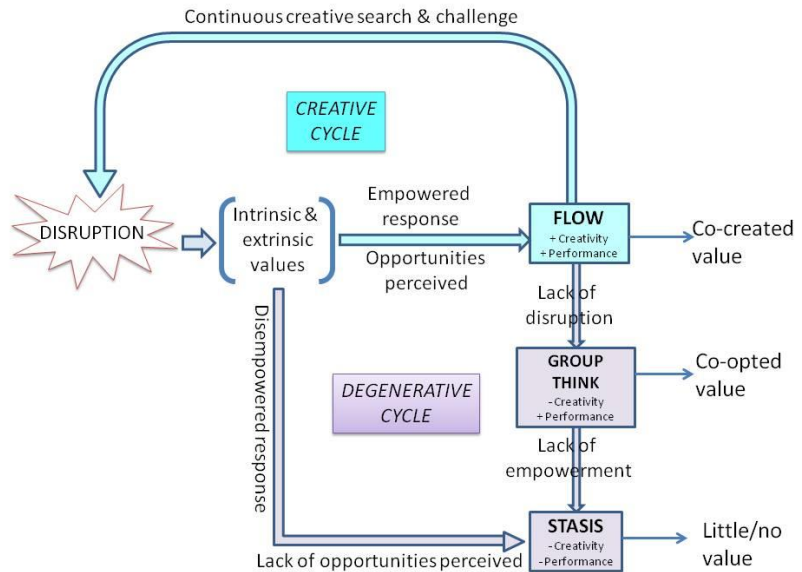 Continuous creative search & challenge
CREATIVE
CYCLE
DISRUPTION
Intrinsic &
extrinsic
values
Empowered
response
Opportunities
perceived
FLOW
+ Creativity
+ Performance
Co-created
value
Lack of
disruption
Disempowered response
DEGENERATIVE
CYCLE
GROUP
THINK
- Creativity
+ Performance
Co-opted
value
Lack of
empowerment
Lack of opportunities perceived
STASIS
- Creativity
- Performance
Little/no
value